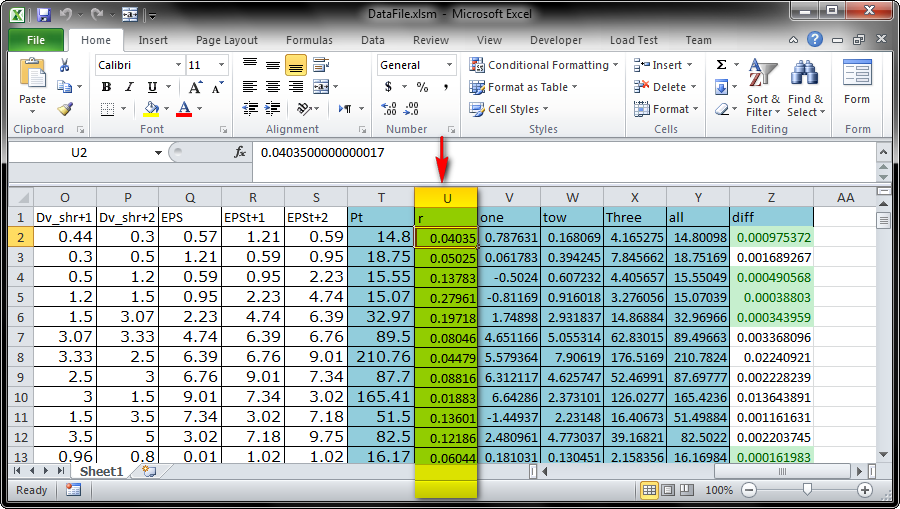 DataFile.xlsm - Microsoft Excel
File Home Insert Page Layout Formulas Data Review View Developer Load Test Team
Calibri 11 General Conditional Formatting Insert Σ
Paste B I U A A $ % , Format as Table Delete Sort & Filter Find & Select Form
.00 .0 Cell Styles Format
Clipboard Font Alignment Number Styles Cells Editing Form
U2 fx 0.0403500000000017
O P Q R S T U V W X Y Z AA
1 Dv_shr+1 Dv_shr+2 EPS EPSt+1 EPSt+2 Pt r one tow Three all diff
2 0.44 0.3 0.57 1.21 0.59 14.8 0.04035 0.787631 0.168069 4.165275 14.80098 0.000975372
3 0.3 0.5 1.21 0.59 0.95 18.75 0.05025 0.061783 0.394245 7.845662 18.75169 0.001689267
4 0.5 1.2 0.59 0.95 2.23 15.55 0.13783 -0.5024 0.607232 4.405657 15.55049 0.000490568
5 1.2 1.5 0.95 2.23 4.74 15.07 0.27961 -0.81169 0.916018 3.276056 15.07039 0.00038803
6 1.5 3.07 2.23 4.74 6.39 32.97 0.19718 1.74898 2.931837 14.86884 32.96966 0.000343959
7 3.07 3.33 4.74 6.39 6.76 89.5 0.08046 4.651166 5.055314 62.83015 89.49663 0.003368096
8 3.33 2.5 6.39 6.76 9.01 210.76 0.04479 5.579364 7.90619 176.5169 210.7824 0.02240921
9 2.5 3 6.76 9.01 7.34 87.7 0.08816 6.312117 4.625747 52.46991 87.69777 0.002228239
10 3 1.5 9.01 7.34 3.02 165.41 0.01883 6.64286 2.373101 126.0277 165.4236 0.013643891
11 1.5 3.5 7.34 3.02 7.18 51.5 0.13601 -1.44937 2.23148 16.40673 51.49884 0.001161631
12 3.5 5 3.02 7.18 9.75 82.5 0.12186 2.480961 4.773037 39.16821 82.5022 0.002203745
13 0.96 0.8 0.01 1.02 1.02 16.17 0.06044 0.181031 0.130451 2.158356 16.16984 0.000161983
Sheet1
Ready 100%